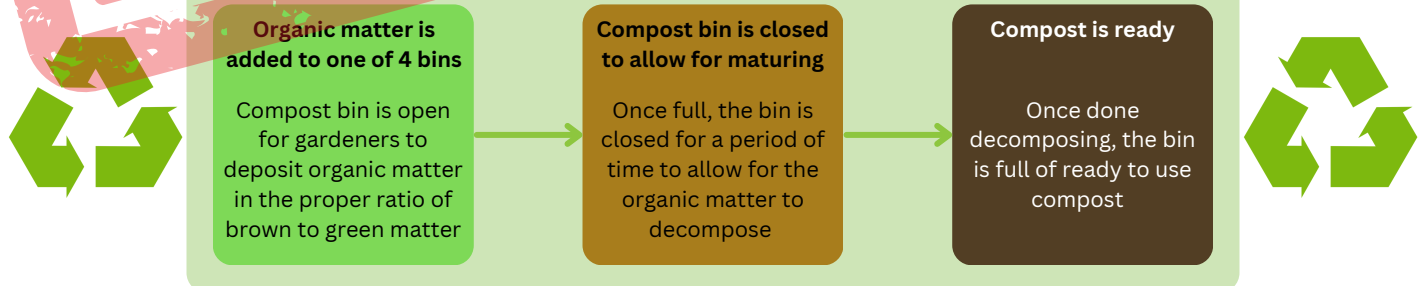 Organic matter is
added to one of 4 bins
Compost bin is open
for gardeners to
deposit organic matter
in the proper ratio of
brown to green matter
Compost bin is closed
to allow for maturing
Once full, the bin is
closed for a period of
time to allow for the
organic matter to
decompose
Compost is ready
Once done
decomposing, the bin
is full of ready to use
compost